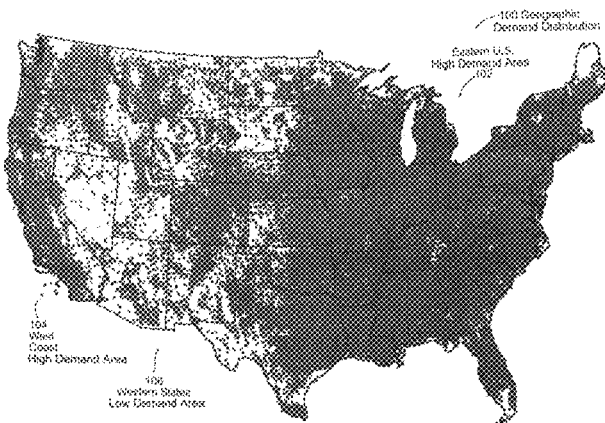 100 Geographic
Demand Distribution
Eastern U.S.
High Demand Area
102
104
West
Coast
High Demand Area
106
Western States
Low Demand Area